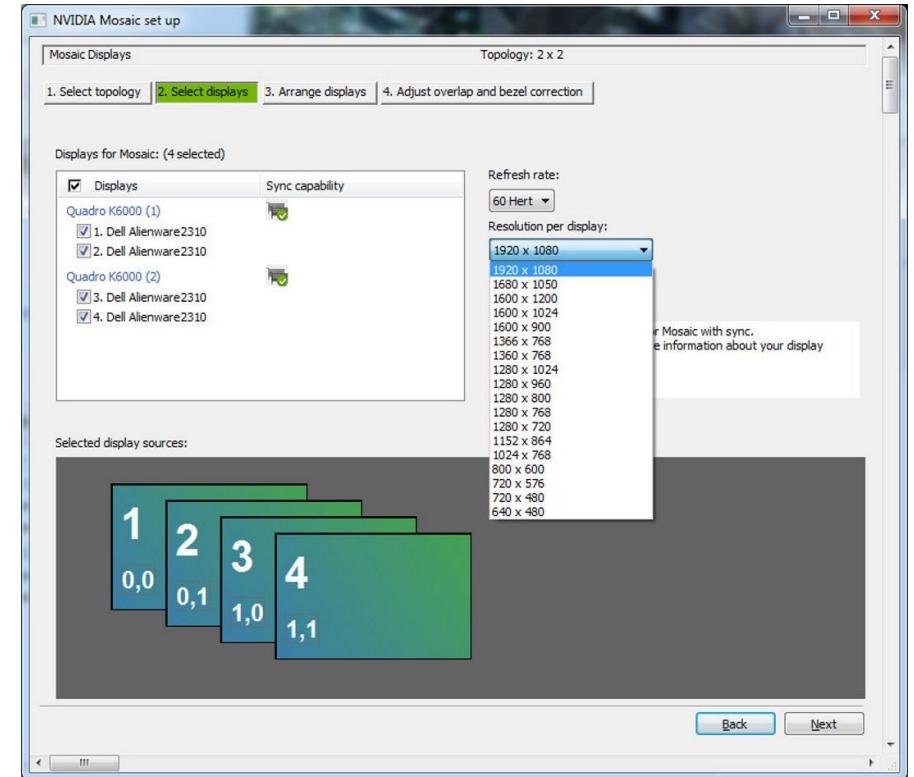 NVIDIA Mosaic set up
Mosaic Displays Topology: 2 x 2
1. Select topology 2. Select displays 3. Arrange displays 4. Adjust overlap and bezel correction
Displays for Mosaic: (4 selected)
Displays Sync capability
Quadro K6000 (1)
1. Dell Alienware2310
2. Dell Alienware2310
Quadro K6000 (2)
3. Dell Alienware2310
4. Dell Alienware2310
Refresh rate:
60 Hert
Resolution per display:
1920 x 1080
1920 x 1080
1680 x 1050
1600 x 1200
1600 x 1024
1600 x 900
1366 x 768
1360 x 768
1280 x 1024
1280 x 960
1280 x 800
1280 x 768
1280 x 720
1152 x 864
1024 x 768
800 x 600
720 x 576
720 x 480
640 x 480
r Mosaic with sync.
e information about your display
Selected display sources:
1
0,0
2
0,1
3
1,0
4
1,1
Back Next